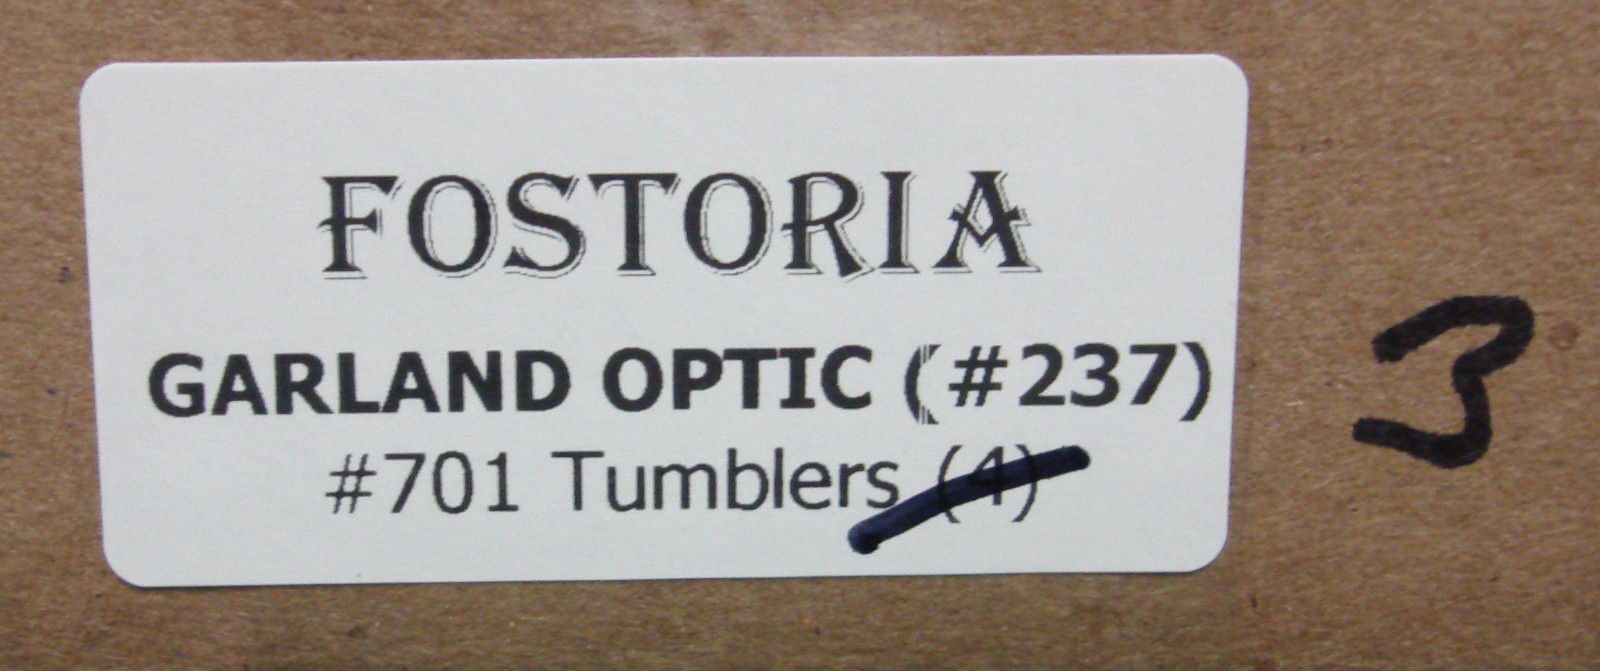 FOSTORIA
GARLAND OPTIC (#237)
#701 Tumblers (4)
3